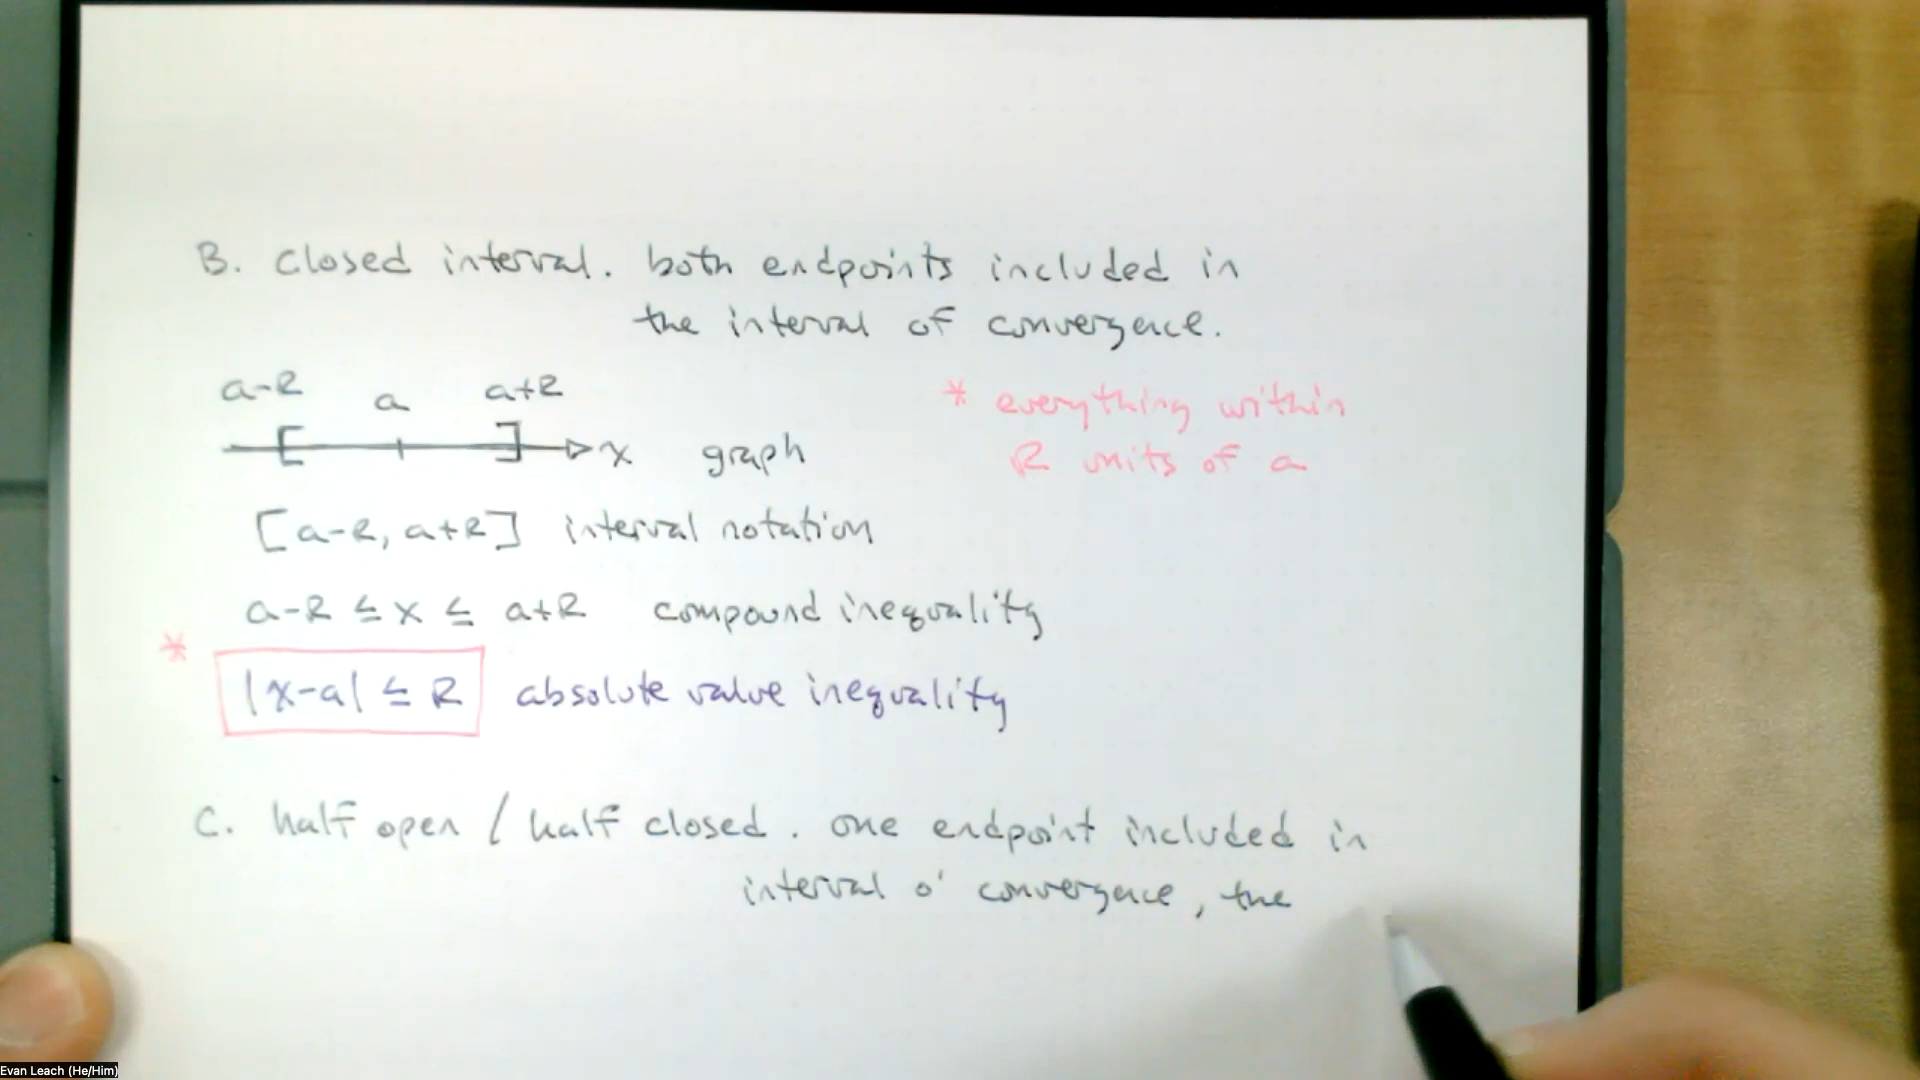 B. closed interval. both endpoints included in
the interval of convergence.
a-R a a+R
x graph
* everything within
R units of a
[a-R, a+R] interval notation
a-R ≤ x ≤ a+R compound inequality
*
|x-a| ≤ R absolute value inequality
C. half open / half closed. one endpoint included in
interval o' convergence, the
Evan Leach (He/Him)